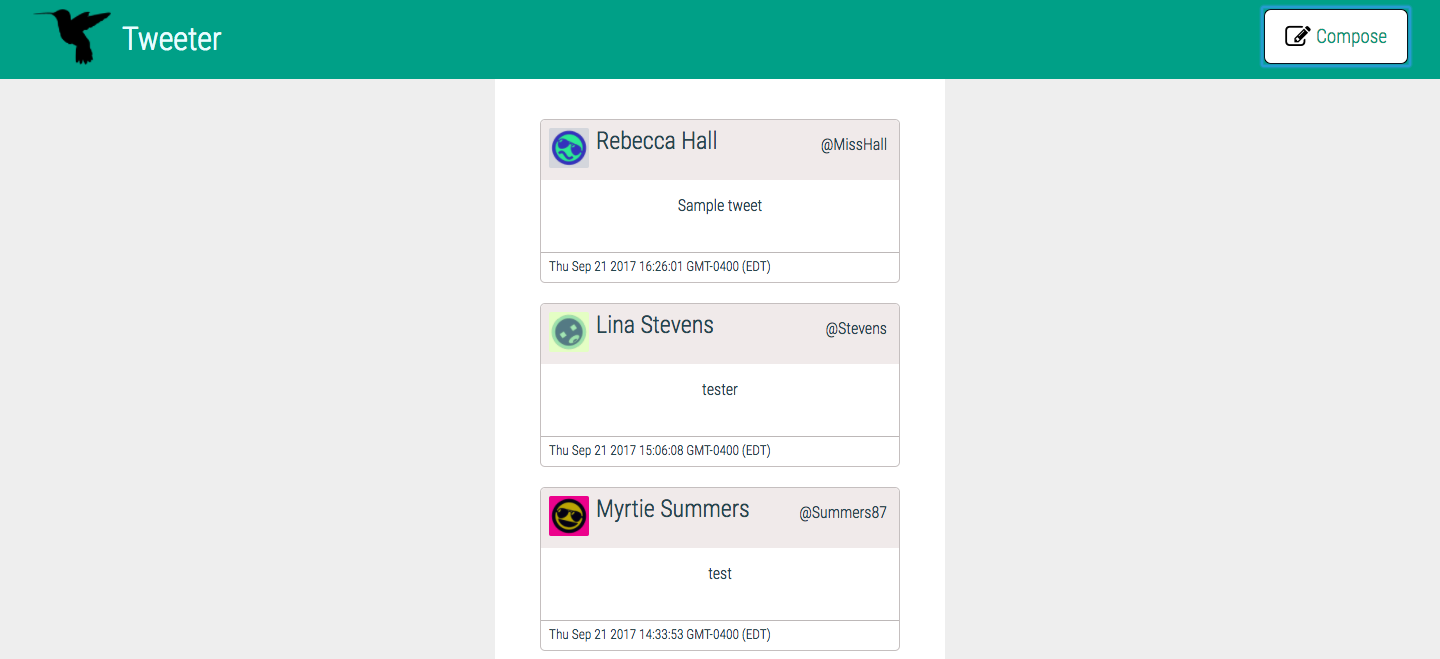 Tweeter
Compose
Rebecca Hall
@MissHall
Sample tweet
Thu Sep 21 2017 16:26:01 GMT-0400 (EDT)
Lina Stevens
@Stevens
tester
Thu Sep 21 2017 15:06:08 GMT-0400 (EDT)
Myrtie Summers
@Summers87
test
Thu Sep 21 2017 14:33:53 GMT-0400 (EDT)